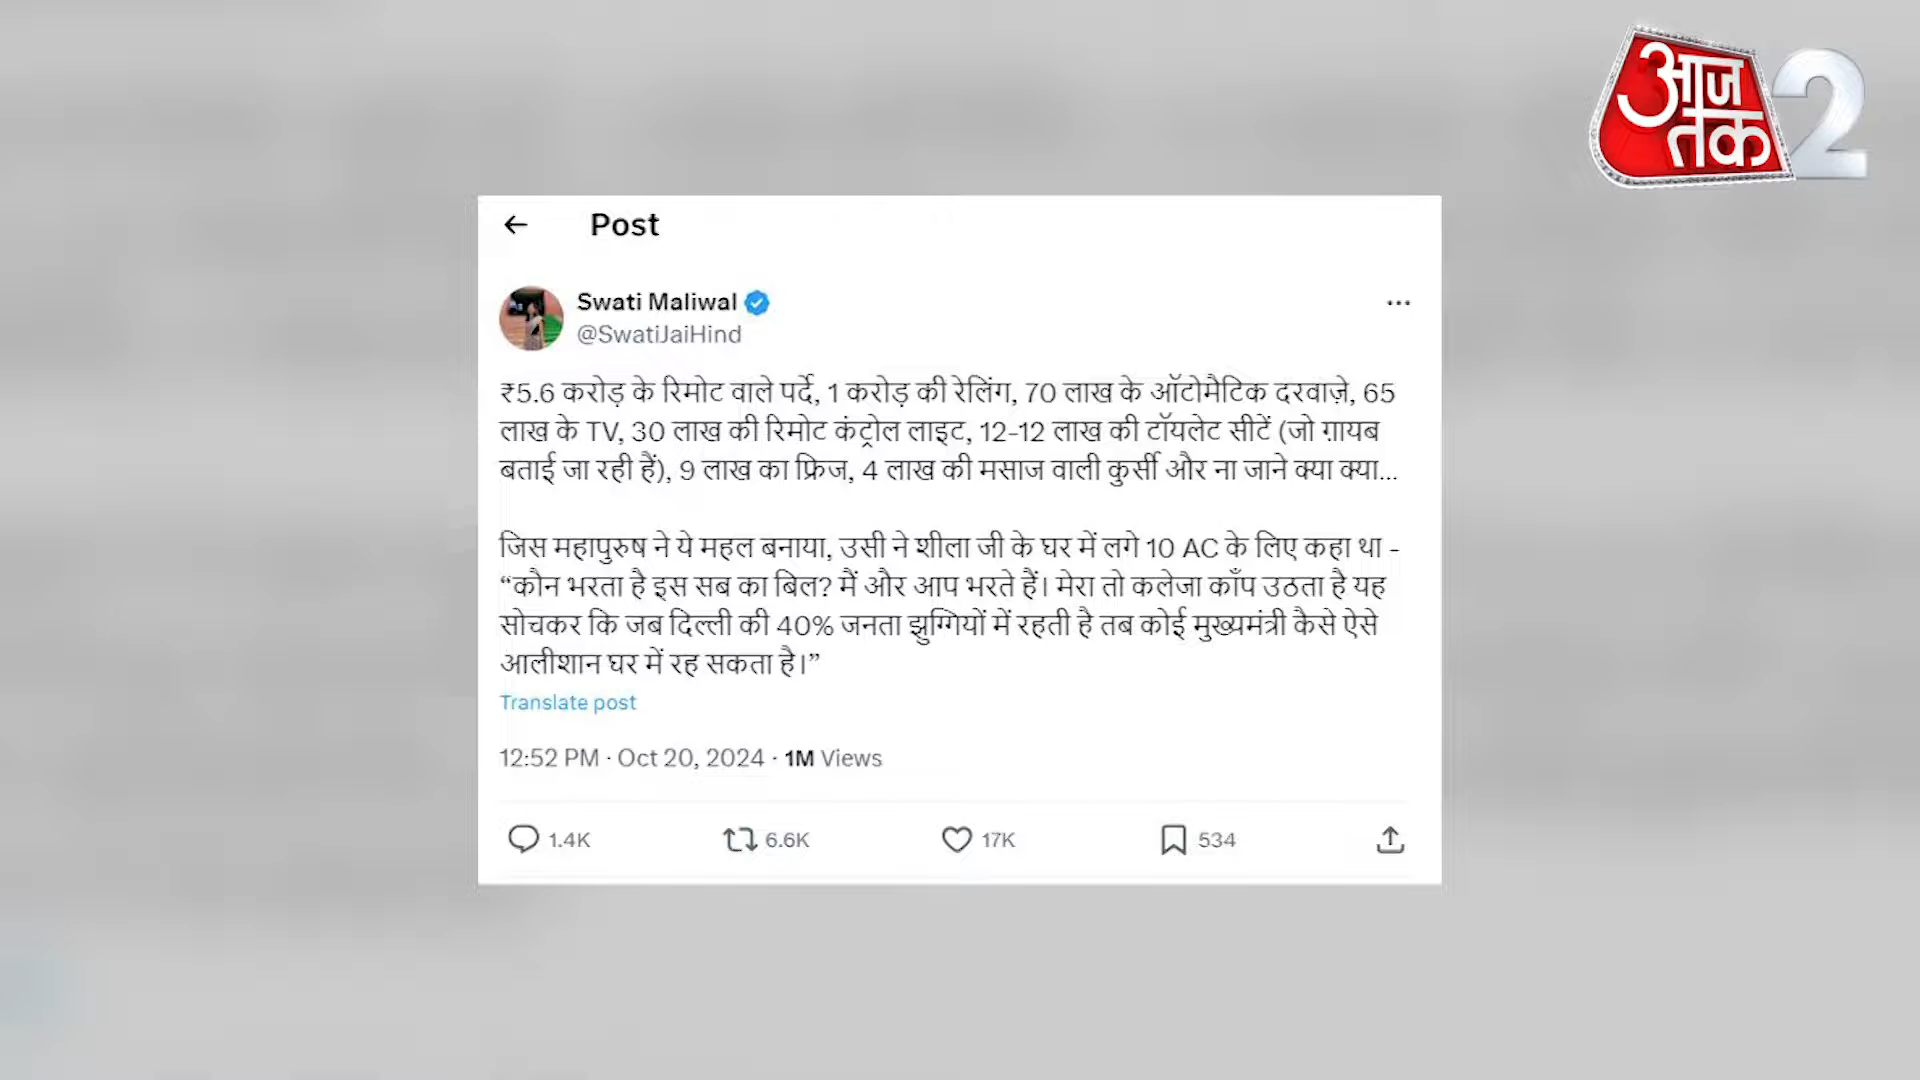 आज
तक 2
Post
Swati Maliwal
@SwatiJaiHind
₹5.6 करोड़ के रिमोट वाले पर्दे, 1 करोड़ की रेलिंग, 70 लाख के ऑटोमैटिक दरवाज़े, 65
लाख के TV, 30 लाख की रिमोट कंट्रोल लाइट, 12-12 लाख की टॉयलेट सीटें (जो ग़ायब
बताई जा रही हैं), 9 लाख का फ्रिज, 4 लाख की मसाज वाली कुर्सी और ना जाने क्या क्या...
जिस महापुरुष ने ये महल बनाया, उसी ने शीला जी के घर में लगे 10 AC के लिए कहा था -
“कौन भरता है इस सब का बिल? मैं और आप भरते हैं। मेरा तो कलेजा काँप उठता है यह
सोचकर कि जब दिल्ली की 40% जनता झुग्गियों में रहती है तब कोई मुख्यमंत्री कैसे ऐसे
आलीशान घर में रह सकता है।”
Translate post
12:52 PM · Oct 20, 2024 · 1M Views
1.4K 6.6K 17K 534